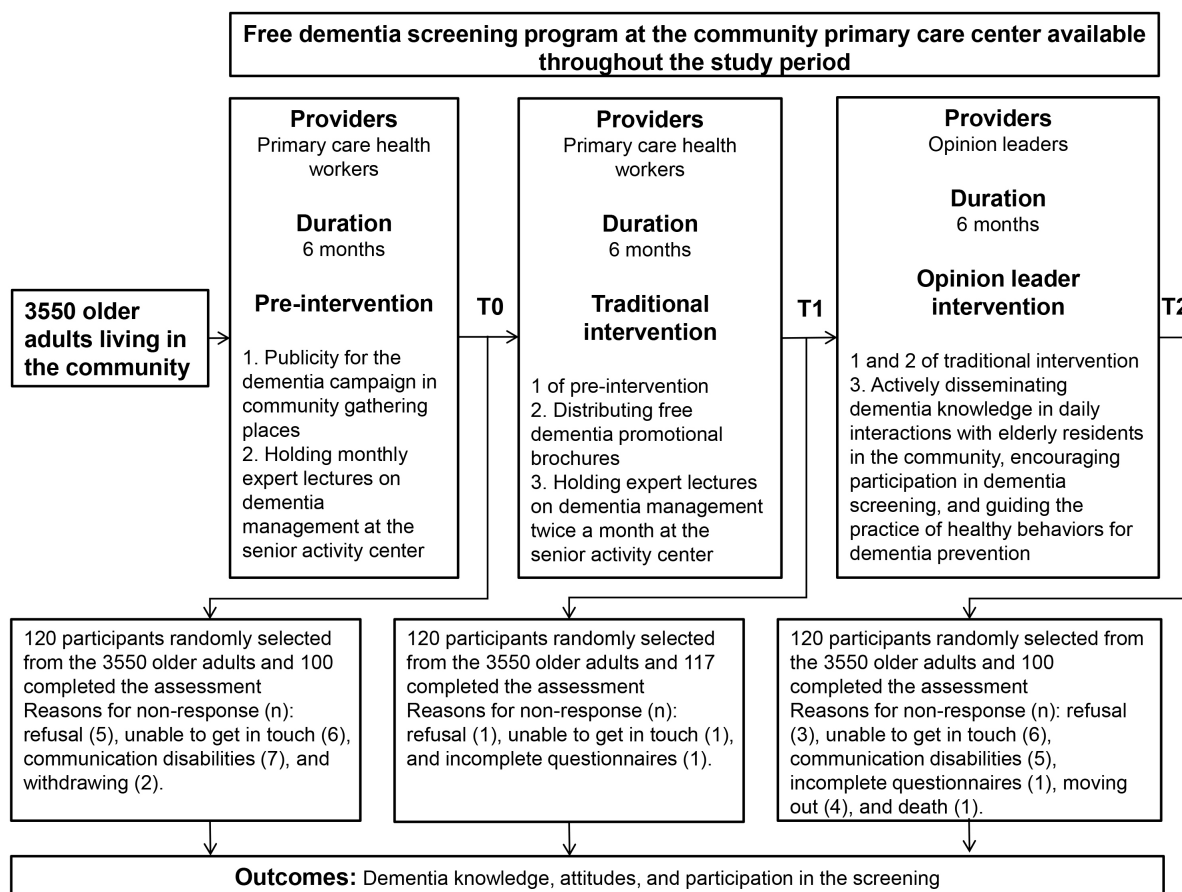 Free dementia screening program at the community primary care center available
throughout the study period
3550 older
adults living in
the community
Providers
Primary care health
workers
Duration
6 months
Pre-intervention
1. Publicity for the
dementia campaign in
community gathering
places
2. Holding monthly
expert lectures on
dementia
management at the
senior activity center
T0
Providers
Primary care health
workers
Duration
6 months
Traditional
intervention
1 of pre-intervention
2. Distributing free
dementia promotional
brochures
3. Holding expert lectures
on dementia management
twice a month at the
senior activity center
T1
Providers
Opinion leaders
Duration
6 months
Opinion leader
intervention
1 and 2 of traditional intervention
3. Actively disseminating
dementia knowledge in daily
interactions with elderly residents
in the community, encouraging
participation in dementia
screening, and guiding the
practice of healthy behaviors for
dementia prevention
T2
120 participants randomly selected
from the 3550 older adults and 100
completed the assessment
Reasons for non-response (n):
refusal (5), unable to get in touch (6),
communication disabilities (7), and
withdrawing (2).
120 participants randomly selected
from the 3550 older adults and 117
completed the assessment
Reasons for non-response (n):
refusal (1), unable to get in touch (1),
and incomplete questionnaires (1).
120 participants randomly selected from
the 3550 older adults and 100
completed the assessment
Reasons for non-response (n): refusal
(3), unable to get in touch (6),
communication disabilities (5),
incomplete questionnaires (1), moving
out (4), and death (1).
Outcomes: Dementia knowledge, attitudes, and participation in the screening